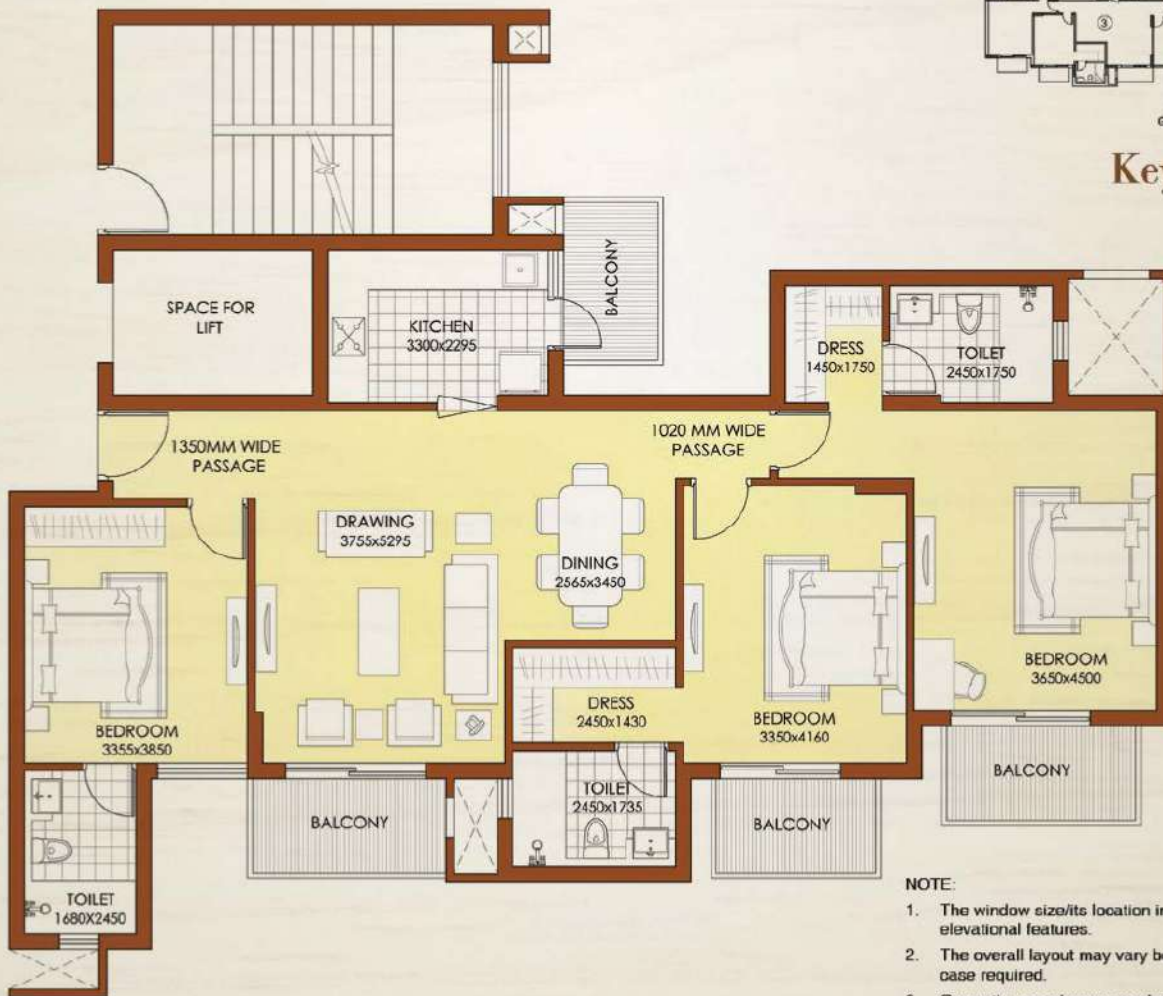 ③
Key
SPACE FOR
LIFT
KITCHEN
3300x2295
BALCONY
DRESS
1450x1750
TOILET
2450x1750
1350MM WIDE
PASSAGE
1020 MM WIDE
PASSAGE
DRAWING
3755x5295
DINING
2565x3450
BEDROOM
3355x3850
DRESS
2450x1430
BEDROOM
3350x4160
BEDROOM
3650x4500
TOILET
1680X2450
BALCONY
TOILET
2450x1735
BALCONY
BALCONY
NOTE:
1. The window size/its location in
elevational features.
2. The overall layout may vary be
case required.